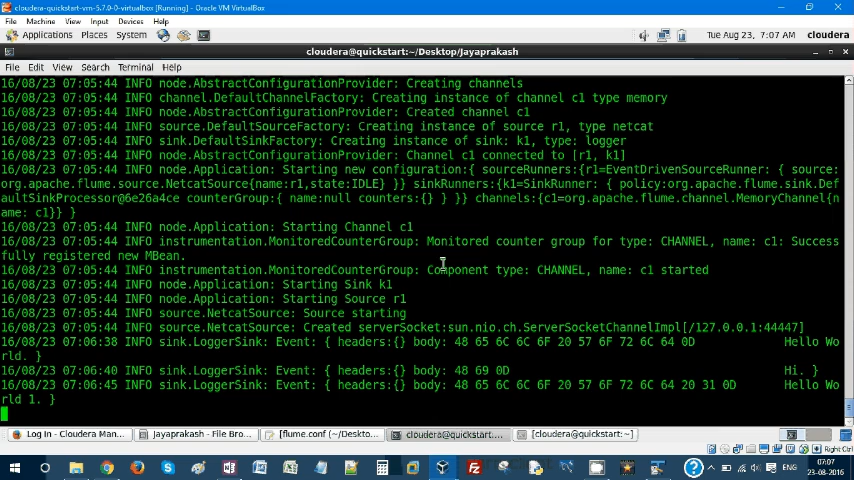 cloudera-quickstart-vm-5.7.0-0-virtualbox [Running] - Oracle VM VirtualBox
File Machine View Input Devices Help
Applications Places System Tue Aug 23, 7:07 AM cloudera
cloudera@quickstart:~/Desktop/Jayaprakash
File Edit View Search Terminal Help
16/08/23 07:05:44 INFO node.AbstractConfigurationProvider: Creating channels
16/08/23 07:05:44 INFO channel.DefaultChannelFactory: Creating instance of channel c1 type memory
16/08/23 07:05:44 INFO node.AbstractConfigurationProvider: Created channel c1
16/08/23 07:05:44 INFO source.DefaultSourceFactory: Creating instance of source r1, type netcat
16/08/23 07:05:44 INFO sink.DefaultSinkFactory: Creating instance of sink: k1, type: logger
16/08/23 07:05:44 INFO node.AbstractConfigurationProvider: Channel c1 connected to [r1, k1]
16/08/23 07:05:44 INFO node.Application: Starting new configuration:{ sourceRunners:{r1=EventDrivenSourceRunner: { source:
org.apache.flume.source.NetcatSource{name:r1,state:IDLE} }} sinkRunners:{k1=SinkRunner: { policy:org.apache.flume.sink.Def
aultSinkProcessor@6e26a4ce counterGroup:{ name:null counters:{} } }} channels:{c1=org.apache.flume.channel.MemoryChannel{n
ame: c1}} }
16/08/23 07:05:44 INFO node.Application: Starting Channel c1
16/08/23 07:05:44 INFO instrumentation.MonitoredCounterGroup: Monitored counter group for type: CHANNEL, name: c1: Success
fully registered new MBean.
16/08/23 07:05:44 INFO instrumentation.MonitoredCounterGroup: Component type: CHANNEL, name: c1 started
16/08/23 07:05:44 INFO node.Application: Starting Sink k1
16/08/23 07:05:44 INFO node.Application: Starting Source r1
16/08/23 07:05:44 INFO source.NetcatSource: Source starting
16/08/23 07:05:44 INFO source.NetcatSource: Created serverSocket:sun.nio.ch.ServerSocketChannelImpl[/127.0.0.1:44447]
16/08/23 07:06:38 INFO sink.LoggerSink: Event: { headers:{} body: 48 65 6C 6C 6F 20 57 6F 72 6C 64 0D Hello Wo
rld. }
16/08/23 07:06:40 INFO sink.LoggerSink: Event: { headers:{} body: 48 69 0D Hi. }
16/08/23 07:06:45 INFO sink.LoggerSink: Event: { headers:{} body: 48 65 6C 6C 6F 20 57 6F 72 6C 64 20 31 0D Hello Wo
rld 1. }
Log In - Cloudera Man... Jayaprakash - File Bro... [flume.conf (~/Deskto... cloudera@quickstart:... [cloudera@quickstart:~]
Right Ctrl
ENG
07:07
23-08-2016